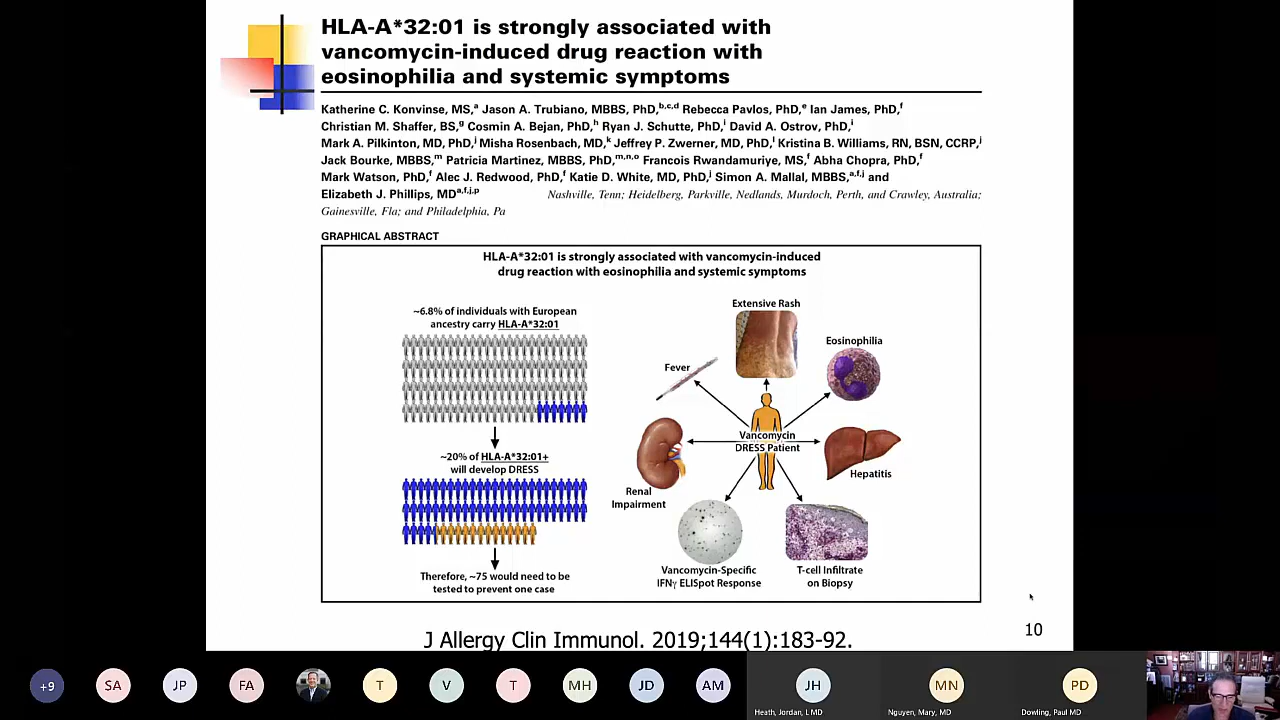 HLA-A*32:01 is strongly associated with
vancomycin-induced drug reaction with
eosinophilia and systemic symptoms
Katherine C. Konvinse, MS,a Jason A. Trubiano, MBBS, PhD,b,c,d Rebecca Pavlos, PhD,e Ian James, PhD,f
Christian M. Shaffer, BS,g Cosmin A. Bejan, PhD,h Ryan J. Schutte, PhD,i David A. Ostrov, PhD,i
Mark A. Pilkinton, MD, PhD,j Misha Rosenbach, MD,k Jeffrey P. Zwerner, MD, PhD,l Kristina B. Williams, RN, BSN, CCRP,j
Jack Bourke, MBBS,m Patricia Martinez, MBBS, PhD,m,n,o Francois Rwandamuriye, MS,f Abha Chopra, PhD,f
Mark Watson, PhD,f Alec J. Redwood, PhD,f Katie D. White, MD, PhD,j Simon A. Mallal, MBBS,a,f,j and
Elizabeth J. Phillips, MDa,f,j,p Nashville, Tenn; Heidelberg, Parkville, Nedlands, Murdoch, Perth, and Crawley, Australia;
Gainesville, Fla; and Philadelphia, Pa
GRAPHICAL ABSTRACT
HLA-A*32:01 is strongly associated with vancomycin-induced
drug reaction with eosinophilia and systemic symptoms
~6.8% of individuals with European
ancestry carry HLA-A*32:01
~20% of HLA-A*32:01+
will develop DRESS
Therefore, ~75 would need to be
tested to prevent one case
Extensive Rash
Eosinophilia
Fever
Vancomycin
DRESS Patient
Hepatitis
Renal
Impairment
Vancomycin-Specific
IFNγ ELISpot Response
T-cell Infiltrate
on Biopsy
J Allergy Clin Immunol. 2019;144(1):183-92.
10
+9
SA
JP
FA
T
V
T
MH
JD
AM
JH
MN
PD
Heath, Jordan, L MD
Nguyen, Mary, MD
Dowling, Paul MD